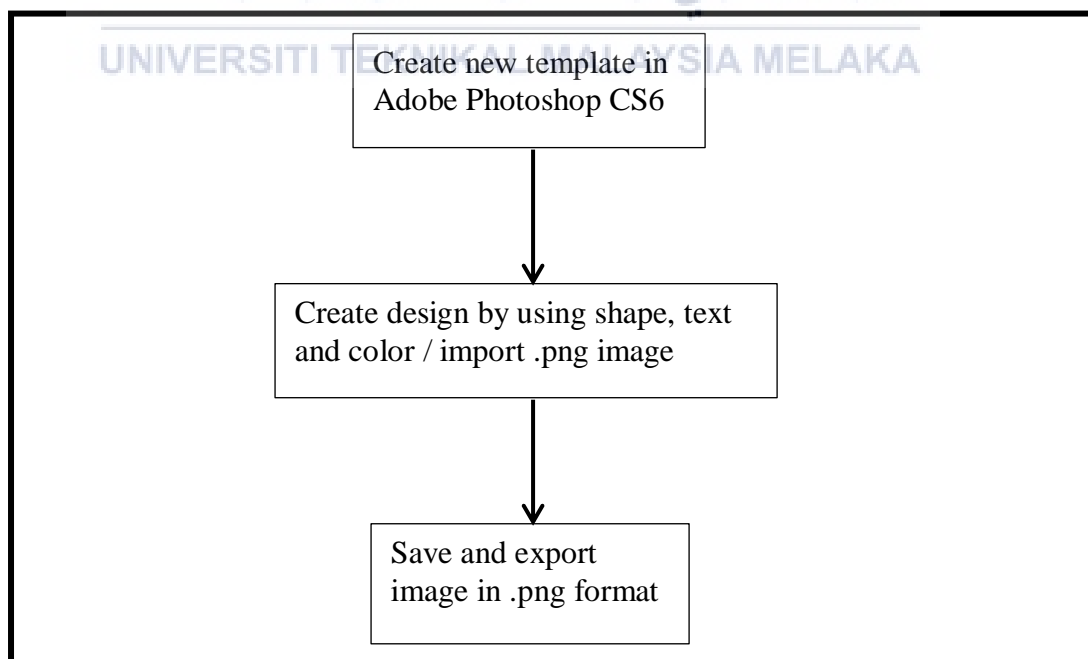 UNIVERSITI TEKNIKAL MALAYSIA MELAKA
Create new template in
Adobe Photoshop CS6
Create design by using shape, text
and color / import .png image
Save and export
image in .png format